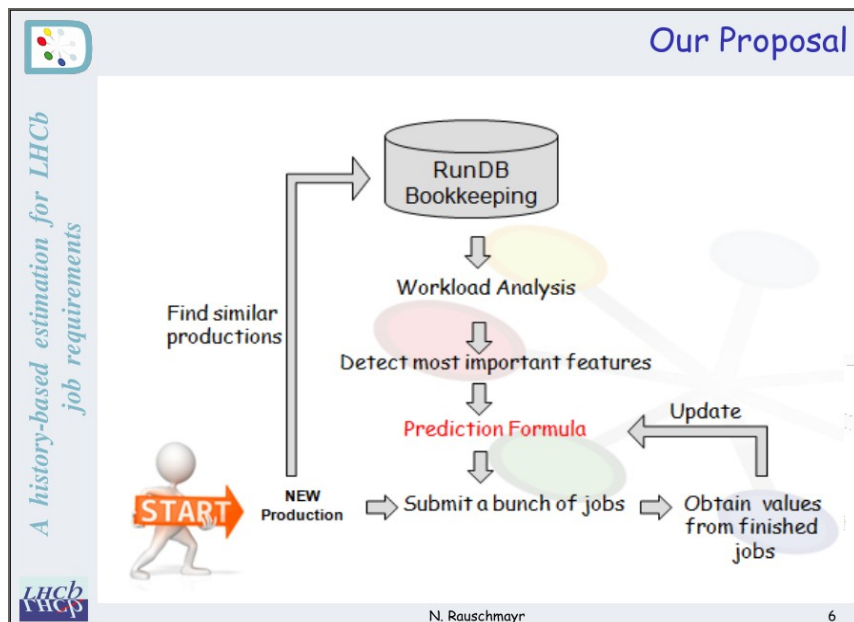 Our Proposal
A history-based estimation for LHCb
job requirements
RunDB
Bookkeeping
Workload Analysis
Find similar
productions
Detect most important features
Update
Prediction Formula
START
NEW
Production
Submit a bunch of jobs
Obtain values
from finished
jobs
LHCb
N. Rauschmayr
6